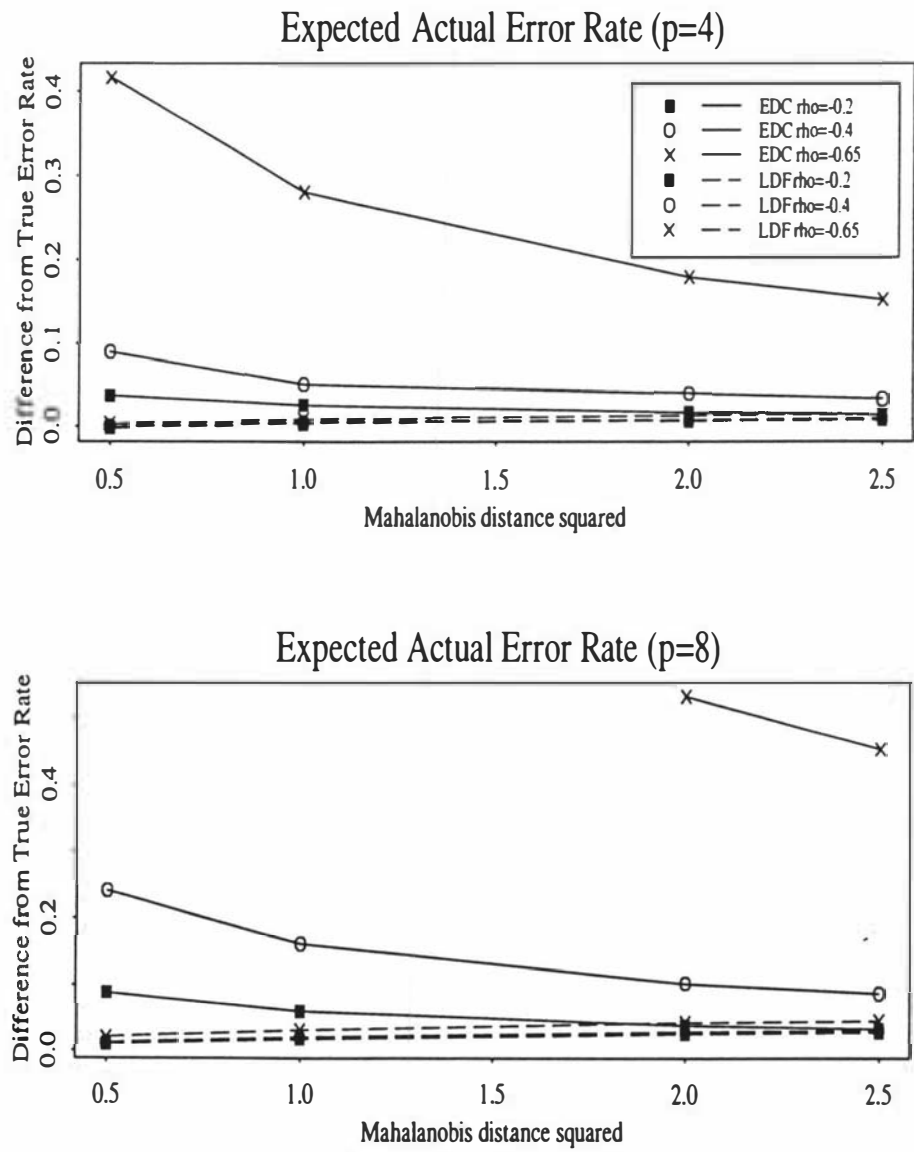 Expected Actual Error Rate (p=4)
Difference from True Error Rate
0.4
0.3
0.2
0.1
0.0
EDC rho=-0.2
EDC rho=-0.4
EDC rho=-0.65
LDF rho=-0.2
LDF rho=-0.4
LDF rho=-0.65
0.5 1.0 1.5 2.0 2.5
Mahalanobis distance squared
Expected Actual Error Rate (p=8)
Difference from True Error Rate
0.4
0.2
0.0
0.5 1.0 1.5 2.0 2.5
Mahalanobis distance squared